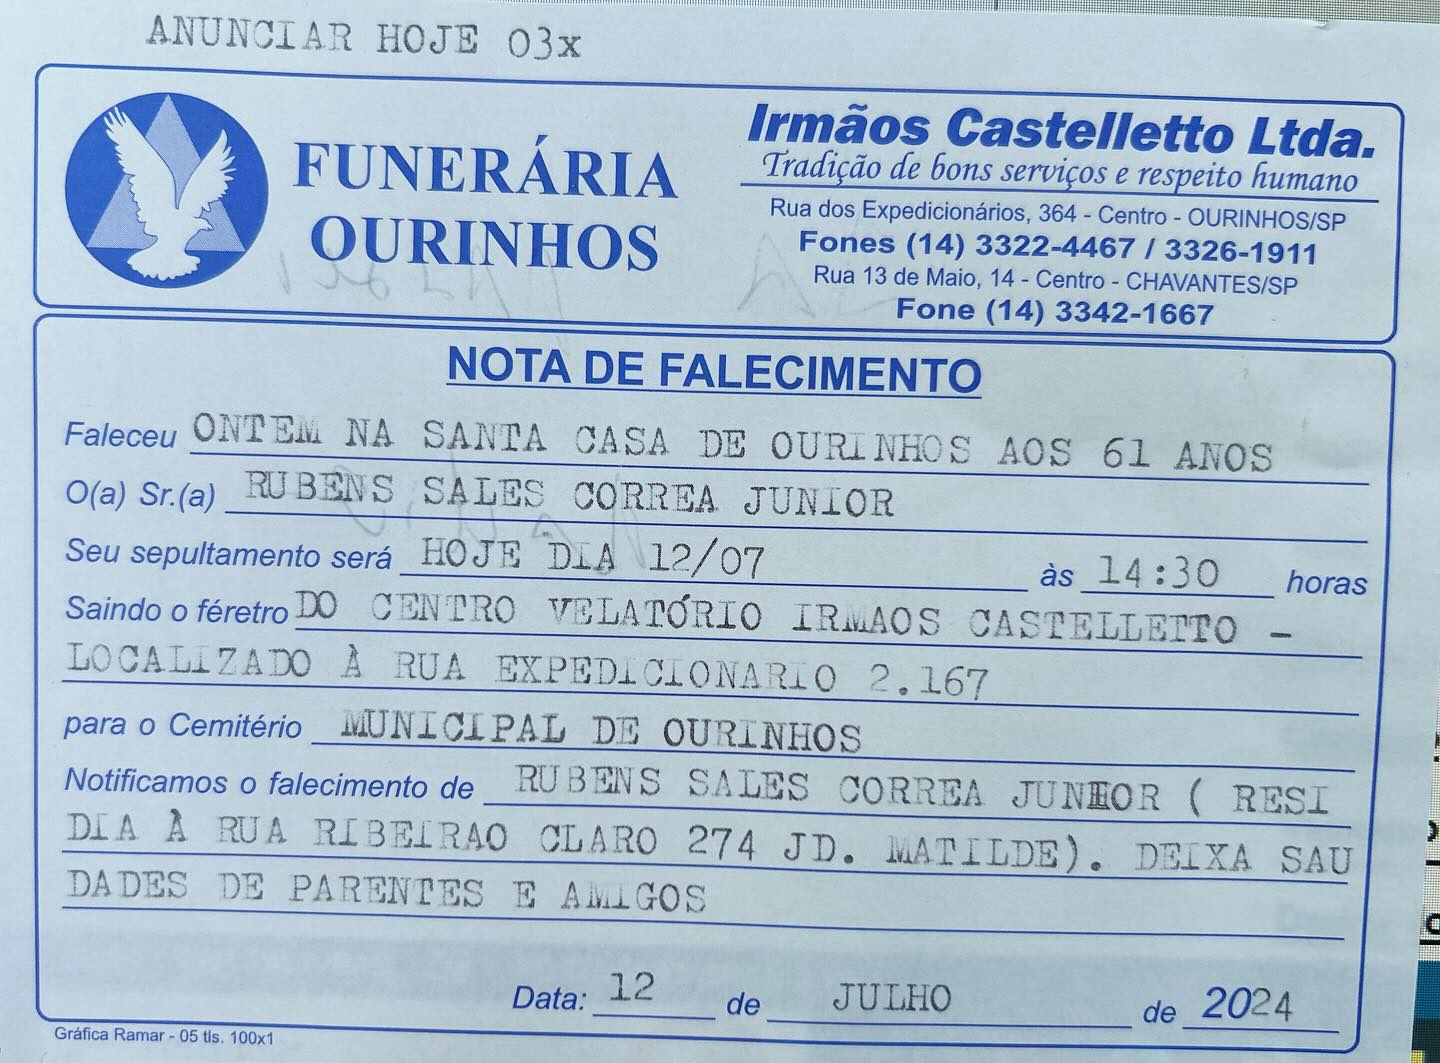 ANUNCIAR HOJE 03x
FUNERÁRIA
OURINHOS
Irmãos Castelletto Ltda.
Tradição de bons serviços e respeito humano
Rua dos Expedicionários, 364 - Centro - OURINHOS/SP
Fones (14) 3322-4467 / 3326-1911
Rua 13 de Maio, 14 - Centro - CHAVANTES/SP
Fone (14) 3342-1667
NOTA DE FALECIMENTO
Faleceu ONTEM NA SANTA CASA DE OURINHOS AOS 61 ANOS
O(a) Sr.(a) RUBENS SALES CORREA JUNIOR
Seu sepultamento será HOJE DIA 12/07 às 14:30 horas
Saindo o féretro DO CENTRO VELATÓRIO IRMAOS CASTELLETTO -
LOCALIZADO À RUA EXPEDICIONARIO 2.167
para o Cemitério MUNICIPAL DE OURINHOS
Notificamos o falecimento de RUBENS SALES CORREA JUNIOR ( RESI
DIA À RUA RIBEIRAO CLARO 274 JD. MATILDE). DEIXA SAU
DADES DE PARENTES E AMIGOS
Data: 12 de JULHO de 2024
Gráfica Ramar - 05 tls. 100x1